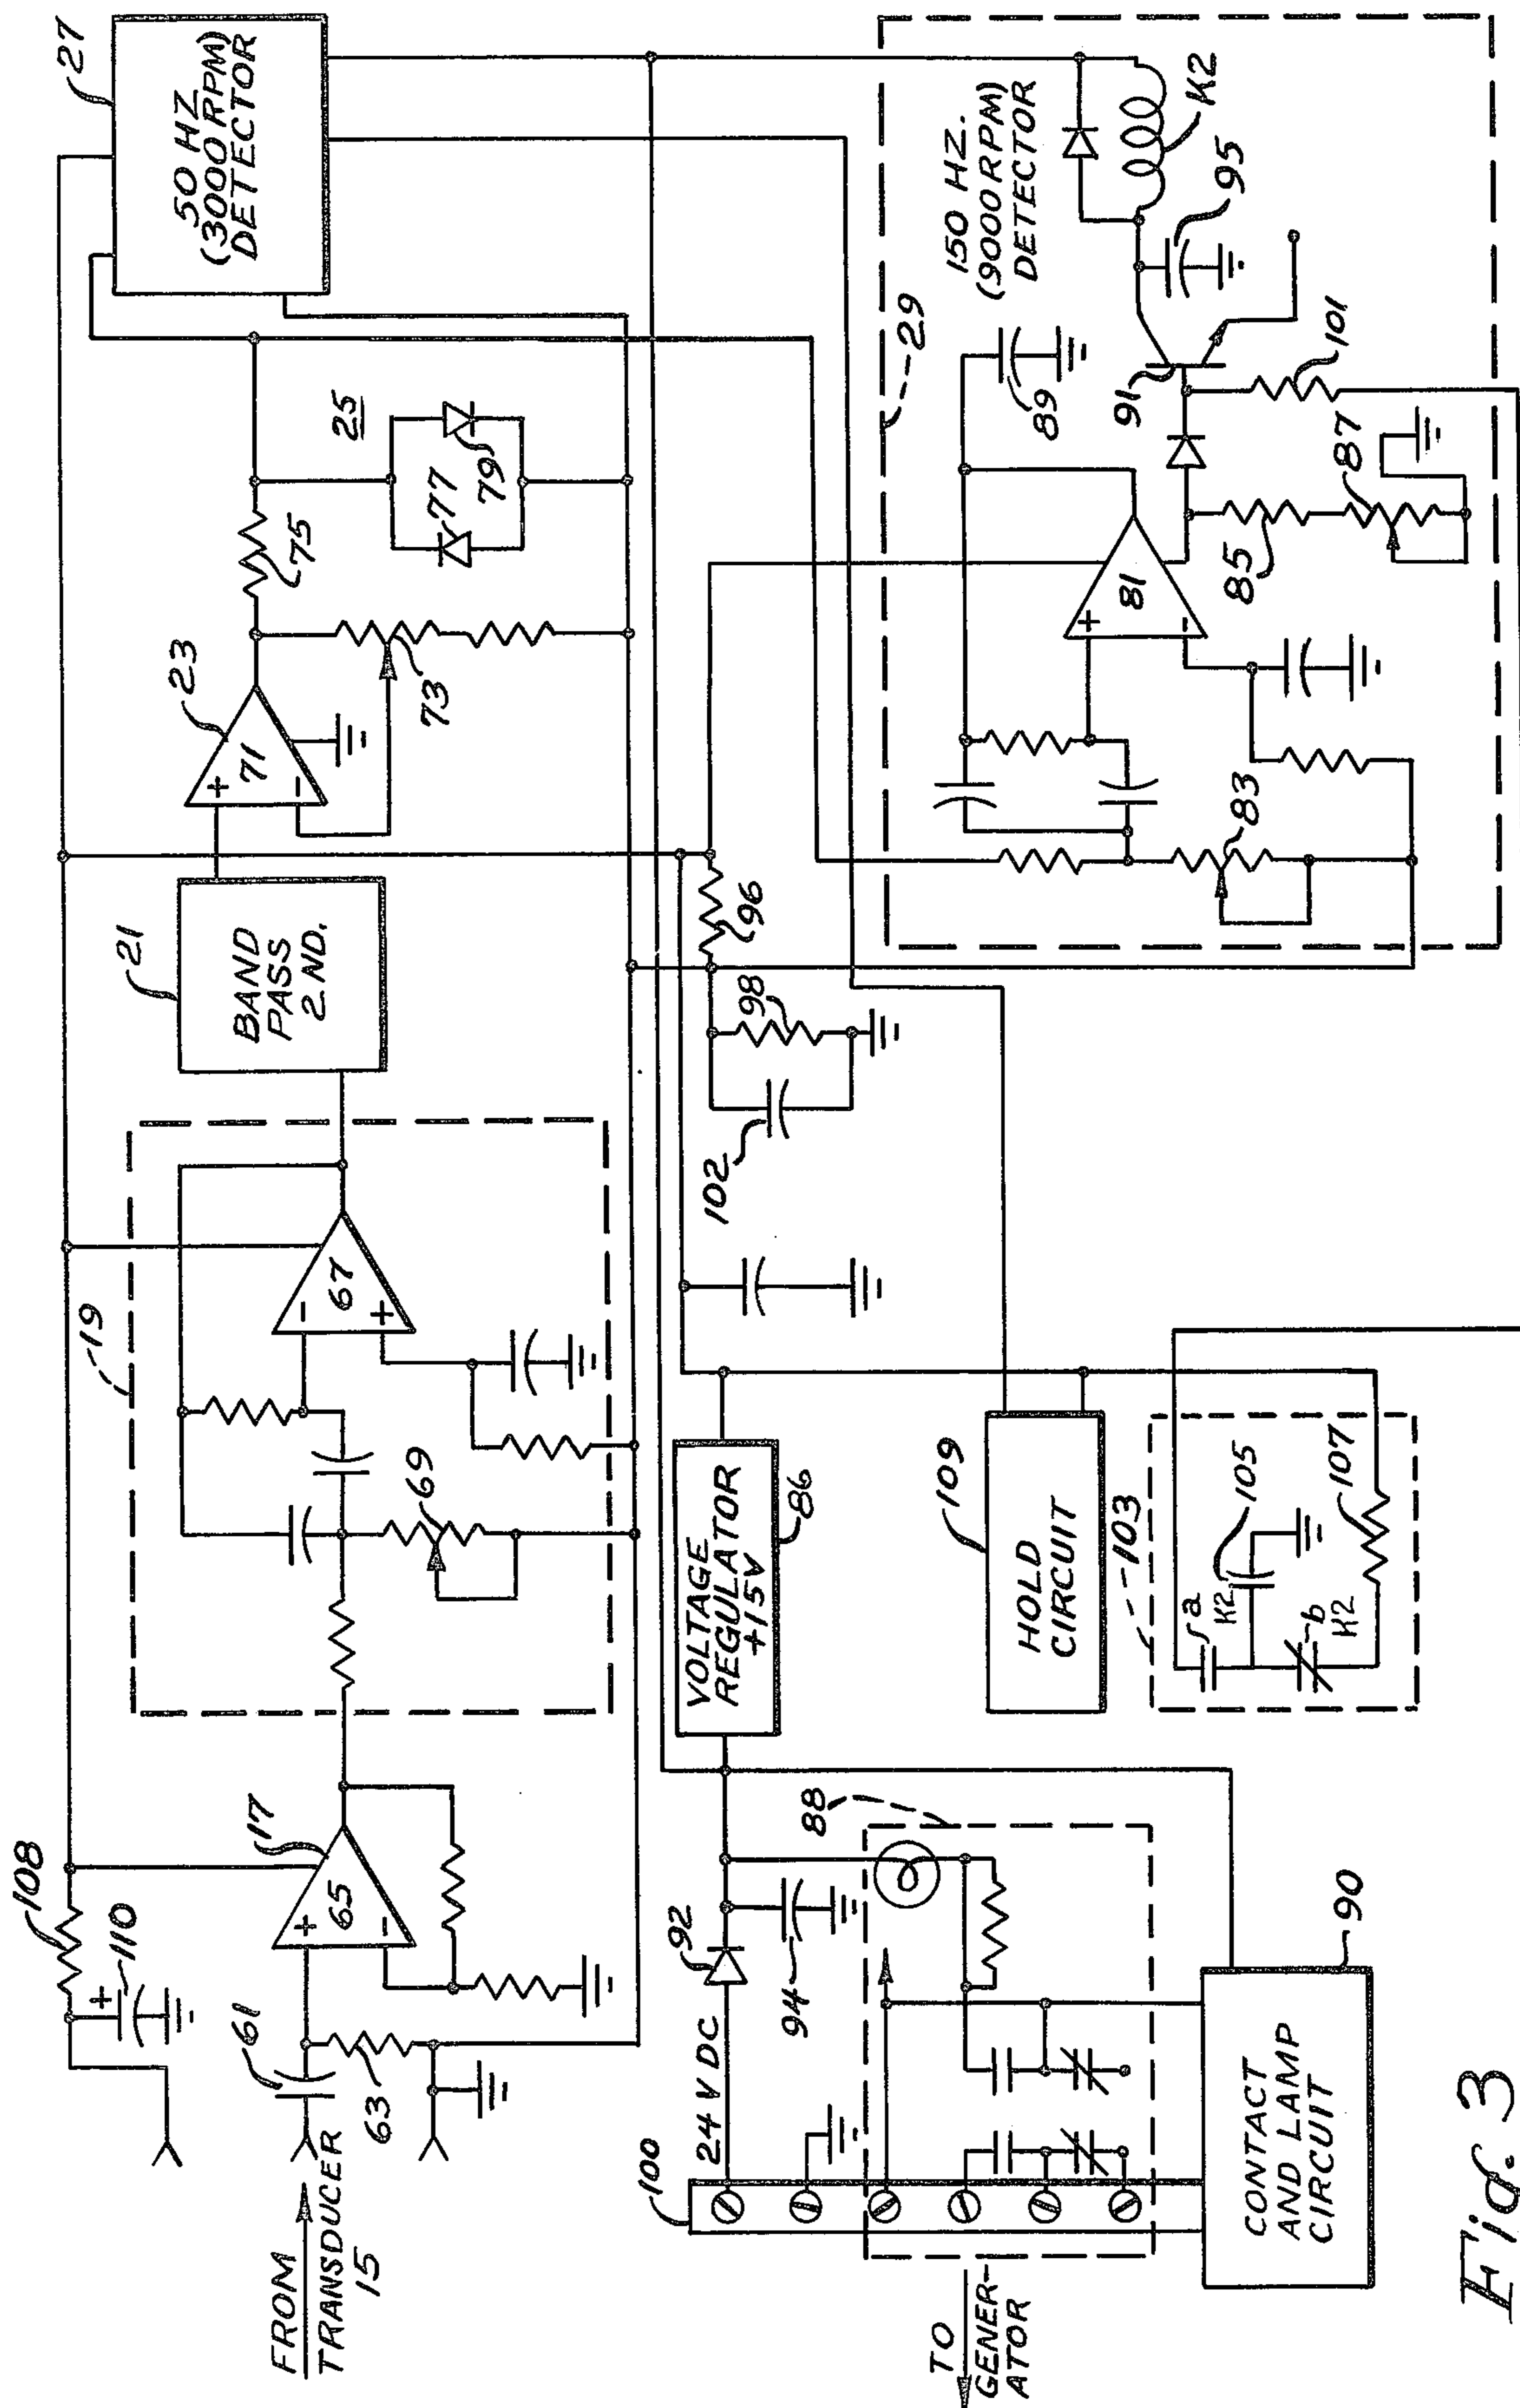 108
110
+
61
63
17
65
+
-
FROM
TRANSDUCER
15
19
67
-
+
69
21
BAND
PASS
2 ND.
23
71
+
-
73
75
25
77
79
27
50 HZ
(3000 RPM)
DETECTOR
100
24 V DC
92
94
88
TO
GENER-
ATOR
90
CONTACT
AND LAMP
CIRCUIT
VOLTAGE
REGULATOR
+15V
86
102
98
96
109
HOLD
CIRCUIT
103
a
K2
105
b
K2
107
29
150 HZ.
(9000 RPM)
DETECTOR
89
81
+
-
83
85
87
91
95
K2
101
Fig. 3